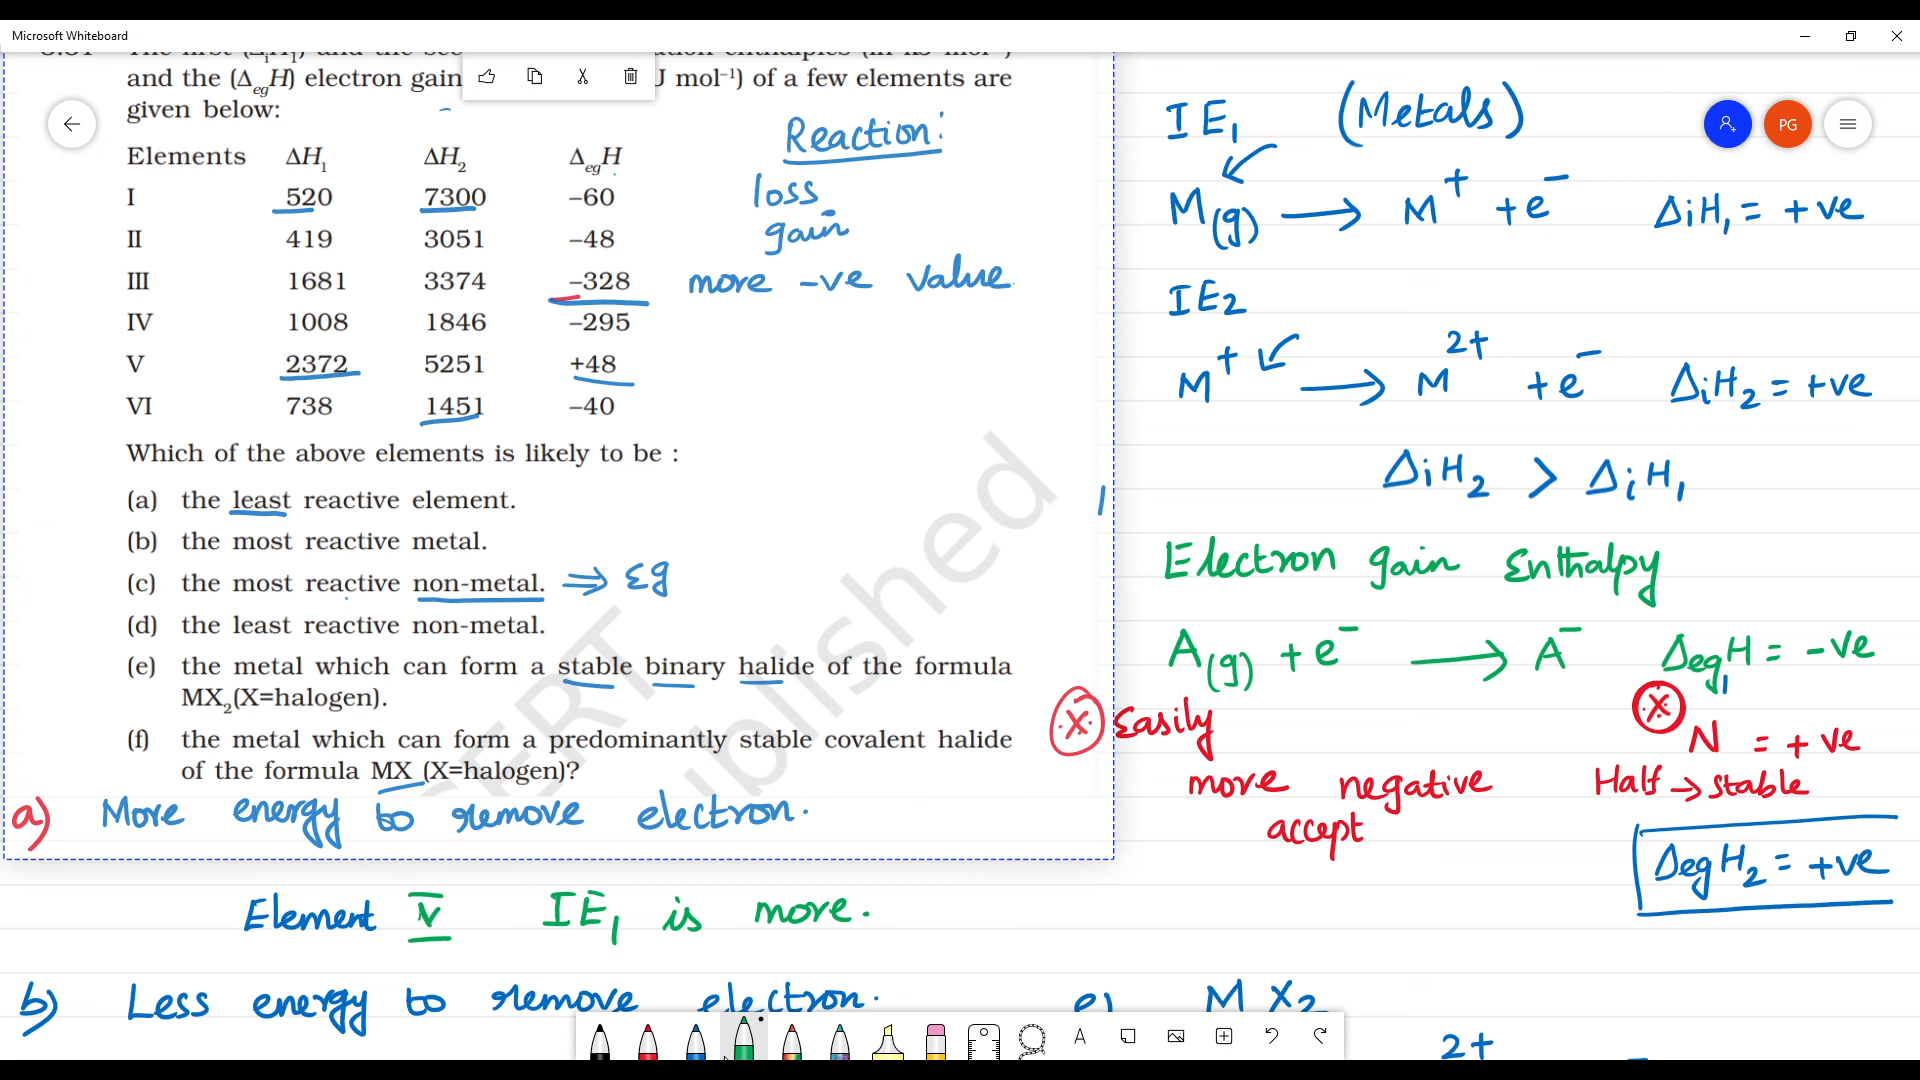 Microsoft Whiteboard
and the (ΔegH) electron gain J mol⁻¹) of a few elements are
given below:
Elements ΔH₁ ΔH₂ ΔegH
I 520 7300 –60
II 419 3051 –48
III 1681 3374 –328
IV 1008 1846 –295
V 2372 5251 +48
VI 738 1451 –40
Reaction:
loss
gain
more -ve value
Which of the above elements is likely to be :
(a) the least reactive element.
(b) the most reactive metal.
(c) the most reactive non-metal. ⇒ Eg
(d) the least reactive non-metal.
(e) the metal which can form a stable binary halide of the formula
MX₂(X=halogen).
(f) the metal which can form a predominantly stable covalent halide
of the formula MX (X=halogen)?
a) More energy to remove electron.
Element V IE₁ is more.
b) Less energy to remove electron.
IE₁ (Metals)
PG
M(g) → M⁺ + e⁻ ΔiH₁ = +ve
IE2
M⁺ → M²⁺ + e⁻ ΔiH₂ = +ve
ΔiH₂ > ΔiH₁
Electron gain Enthalpy
A(g) + e⁻ → A⁻ Δeg₁H = -ve
X Easily X
N = +ve
more negative Half → stable
accept
ΔegH₂ = +ve
e) MX₂
2+
A